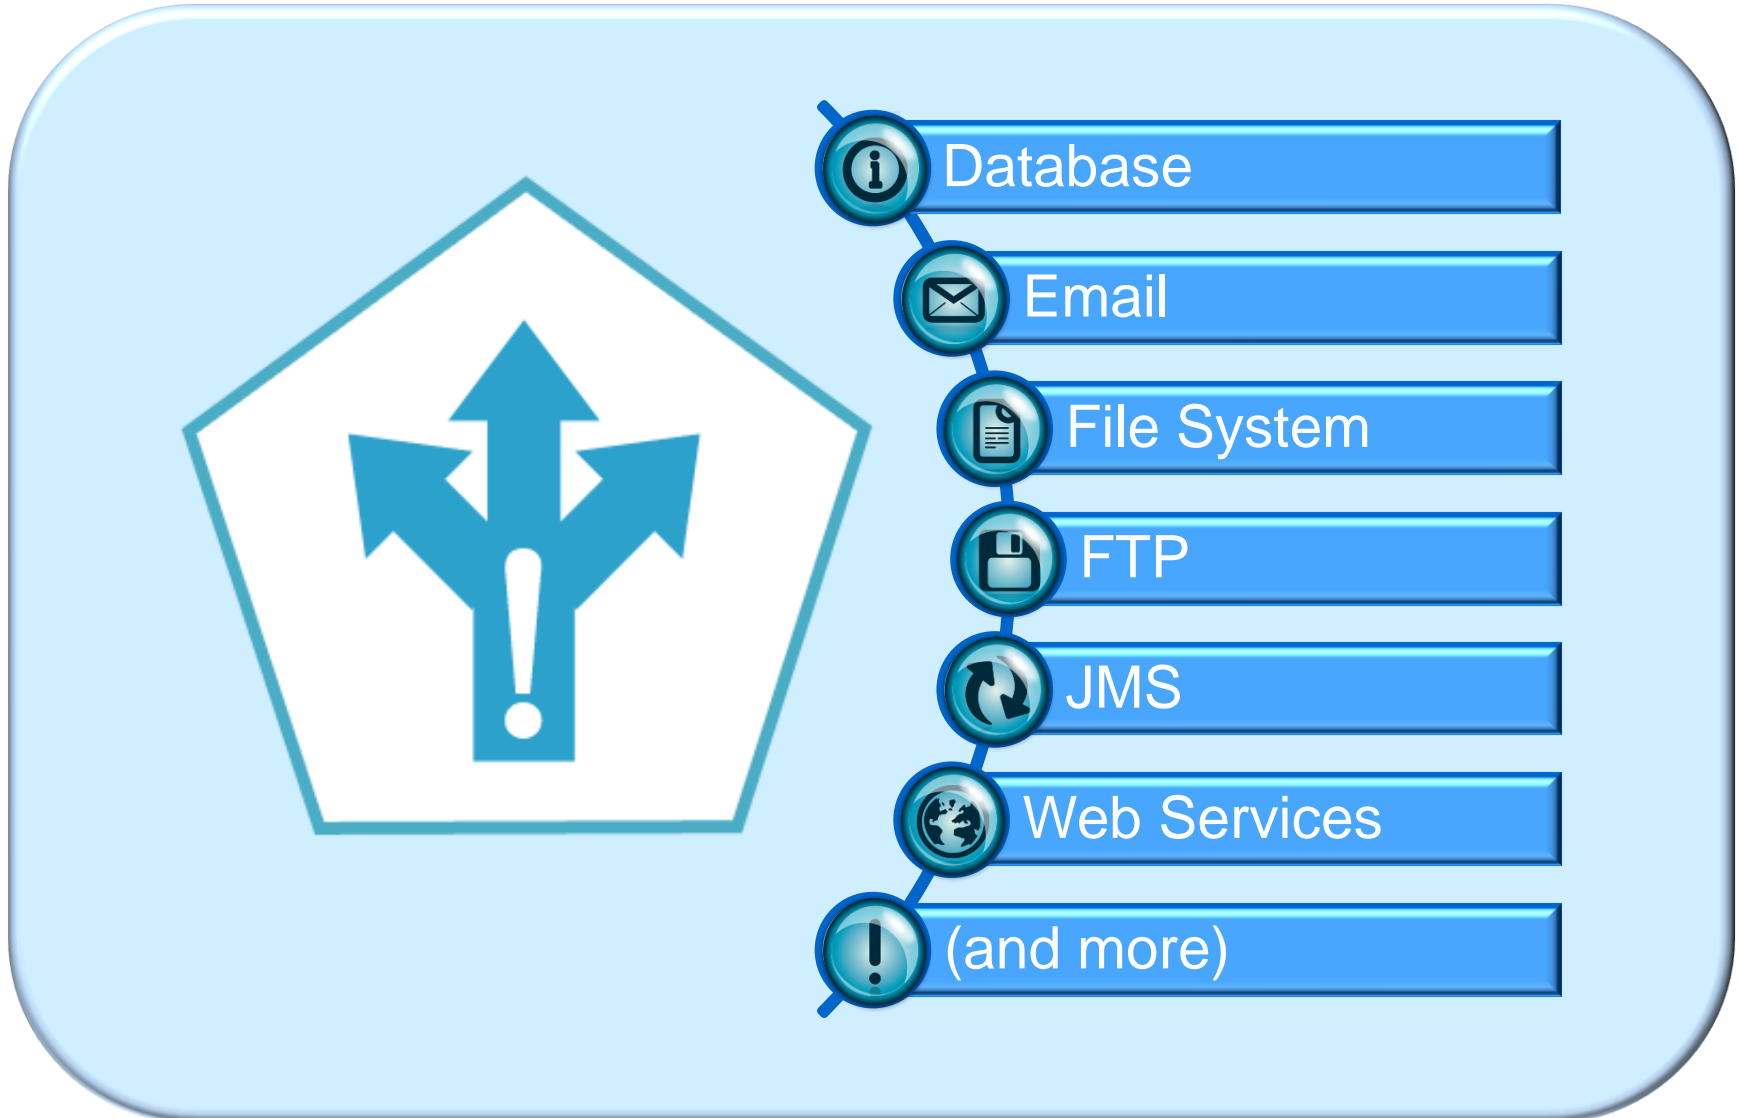 Database
Email
File System
FTP
JMS
Web Services
(and more)